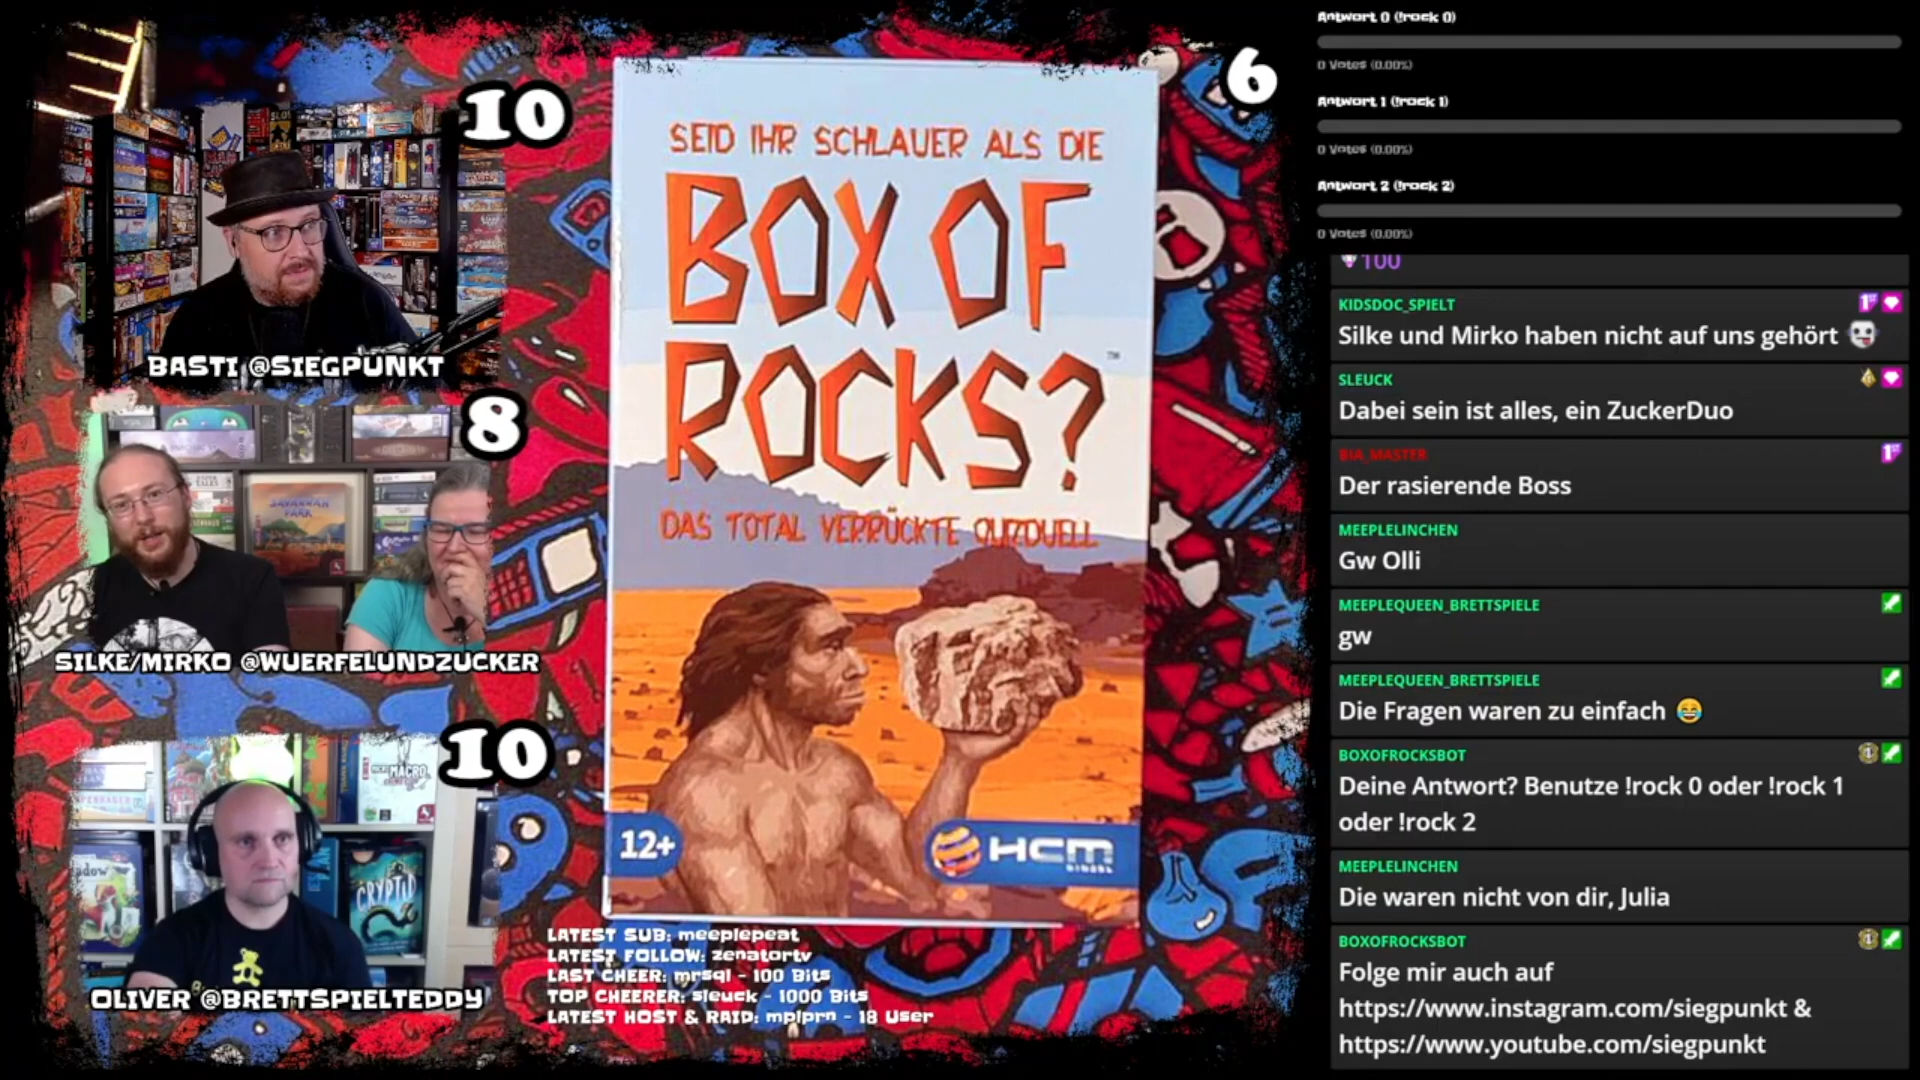 10
BASTI @SIEGPUNKT
8
SILKE/MIRKO @WUERFELUNDZUCKER
SAVANNAH
PARK
10
OLIVER @BRETTSPIELTEDDY
MACRO
CRYPTID
6
SEID IHR SCHLAUER ALS DIE
BOX OF
ROCKS?
TM
DAS TOTAL VERRÜCKTE QUIZDUELL
12+
HCM
KINZEL
LATEST SUB: meeplepeat
LATEST FOLLOW: zenatortv
LAST CHEER: mrsql - 100 Bits
TOP CHEERER: sleuck - 1000 Bits
LATEST HOST & RAID: mplprn - 18 User
Antwort 0 (!rock 0)
0 Votes (0.00%)
Antwort 1 (!rock 1)
0 Votes (0.00%)
Antwort 2 (!rock 2)
0 Votes (0.00%)
100
KIDSDOC_SPIELT
Silke und Mirko haben nicht auf uns gehört
SLEUCK
Dabei sein ist alles, ein ZuckerDuo
BIA_MASTER
Der rasierende Boss
MEEPLELINCHEN
Gw Olli
MEEPLEQUEEN_BRETTSPIELE
gw
MEEPLEQUEEN_BRETTSPIELE
Die Fragen waren zu einfach 😂
BOXOFROCKSBOT
Deine Antwort? Benutze !rock 0 oder !rock 1
oder !rock 2
MEEPLELINCHEN
Die waren nicht von dir, Julia
BOXOFROCKSBOT
Folge mir auch auf
https://www.instagram.com/siegpunkt &
https://www.youtube.com/siegpunkt